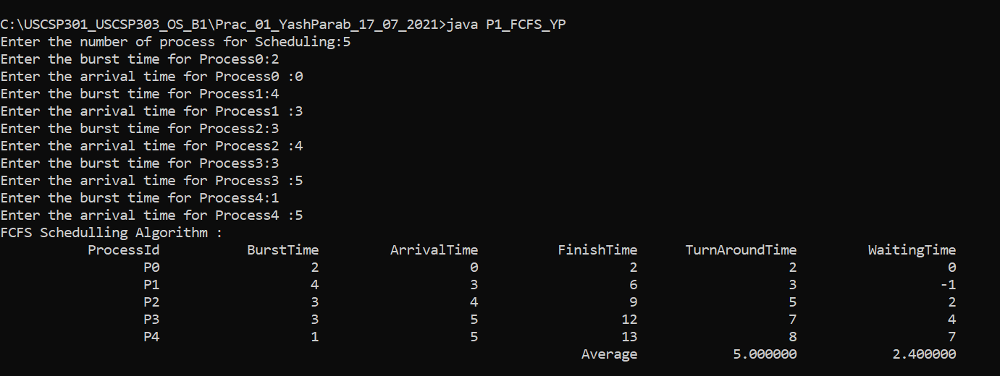 C:\USCSP301_USCSP303_OS_B1\Prac_01_YashParab_17_07_2021>java P1_FCFS_YP
Enter the number of process for Scheduling:5
Enter the burst time for Process0:2
Enter the arrival time for Process0 :0
Enter the burst time for Process1:4
Enter the arrival time for Process1 :3
Enter the burst time for Process2:3
Enter the arrival time for Process2 :4
Enter the burst time for Process3:3
Enter the arrival time for Process3 :5
Enter the burst time for Process4:1
Enter the arrival time for Process4 :5
FCFS Schedulling Algorithm :
ProcessId BurstTime ArrivalTime FinishTime TurnAroundTime WaitingTime
P0 2 0 2 2 0
P1 4 3 6 3 -1
P2 3 4 9 5 2
P3 3 5 12 7 4
P4 1 5 13 8 7
Average 5.000000 2.400000